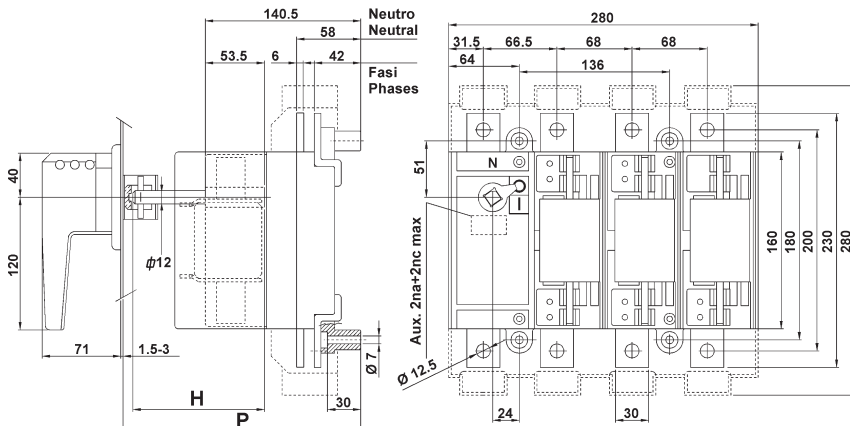 140.5
Neutro
Neutral
58
53.5
6
42
Fasi
Phases
280
31.5
66.5
68
68
64
136
40
120
ϕ12
51
N
O
I
Aux. 2na+2nc max
160
180
200
230
280
71
1.5-3
Ø 7
Ø 12.5
H
30
P
24
30